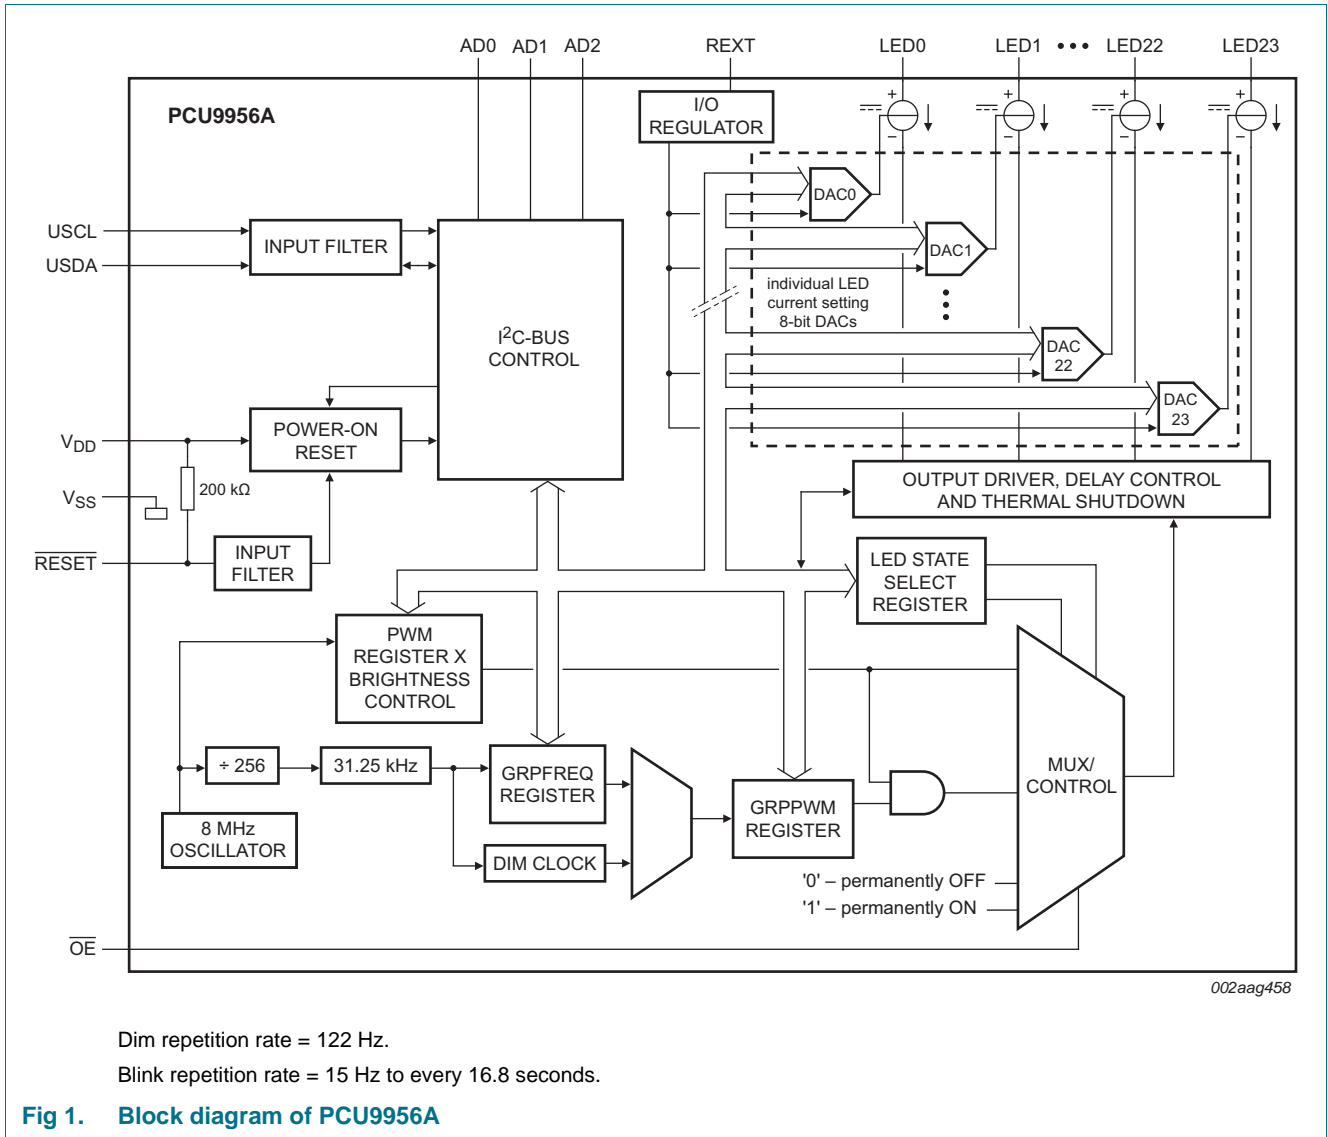 AD0 AD1 AD2 REXT LED0 LED1 ••• LED22 LED23
PCU9956A
I/O
REGULATOR
+ − + − + − + −
DAC0
USCL
USDA
INPUT FILTER
DAC1
individual LED
current setting
8-bit DACs
I2C-BUS
CONTROL
DAC
22
DAC
23
VDD
POWER-ON
RESET
200 kΩ
VSS
OUTPUT DRIVER, DELAY CONTROL
AND THERMAL SHUTDOWN
RESET
INPUT
FILTER
LED STATE
SELECT
REGISTER
PWM
REGISTER X
BRIGHTNESS
CONTROL
÷ 256
31.25 kHz
GRPFREQ
REGISTER
MUX/
CONTROL
GRPPWM
REGISTER
8 MHz
OSCILLATOR
DIM CLOCK
'0' – permanently OFF
'1' – permanently ON
OE
002aag458
Dim repetition rate = 122 Hz.
Blink repetition rate = 15 Hz to every 16.8 seconds.
Fig 1. Block diagram of PCU9956A